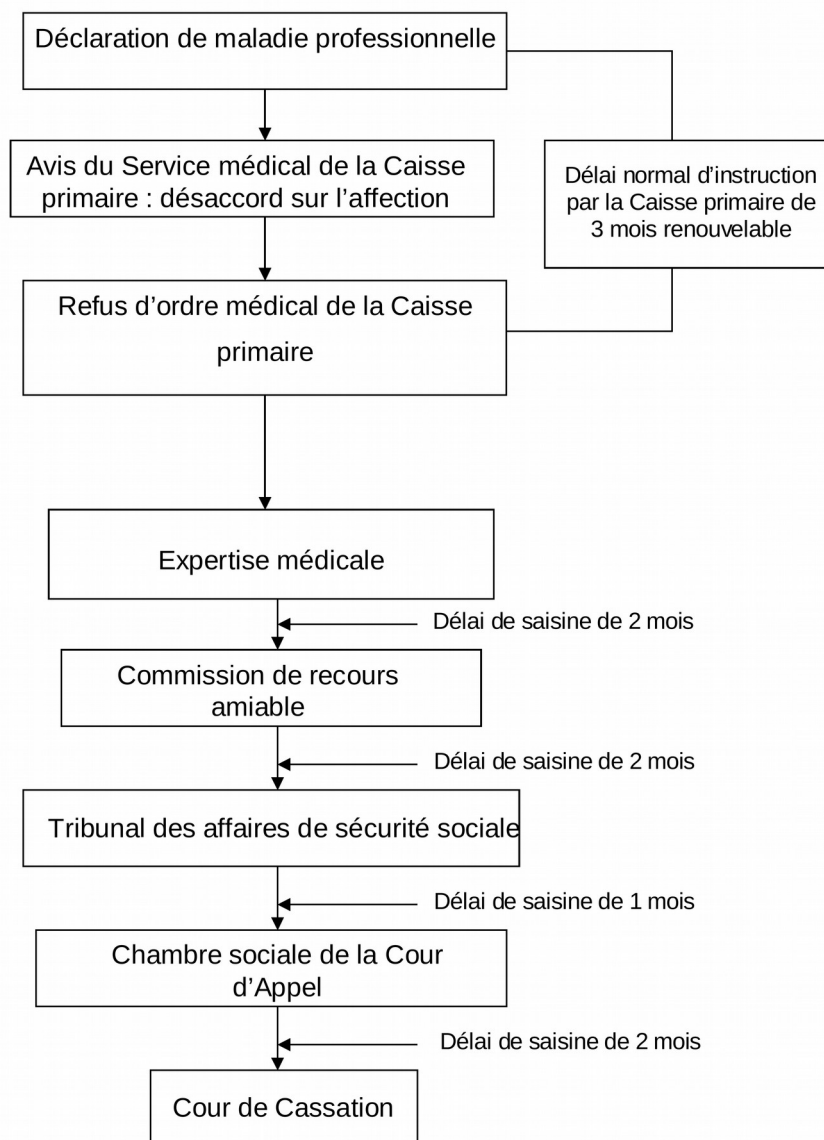 Déclaration de maladie professionnelle
Avis du Service médical de la Caisse
primaire : désaccord sur l’affection
Délai normal d’instruction
par la Caisse primaire de
3 mois renouvelable
Refus d’ordre médical de la Caisse
primaire
Expertise médicale
Délai de saisine de 2 mois
Commission de recours
amiable
Délai de saisine de 2 mois
Tribunal des affaires de sécurité sociale
Délai de saisine de 1 mois
Chambre sociale de la Cour
d’Appel
Délai de saisine de 2 mois
Cour de Cassation